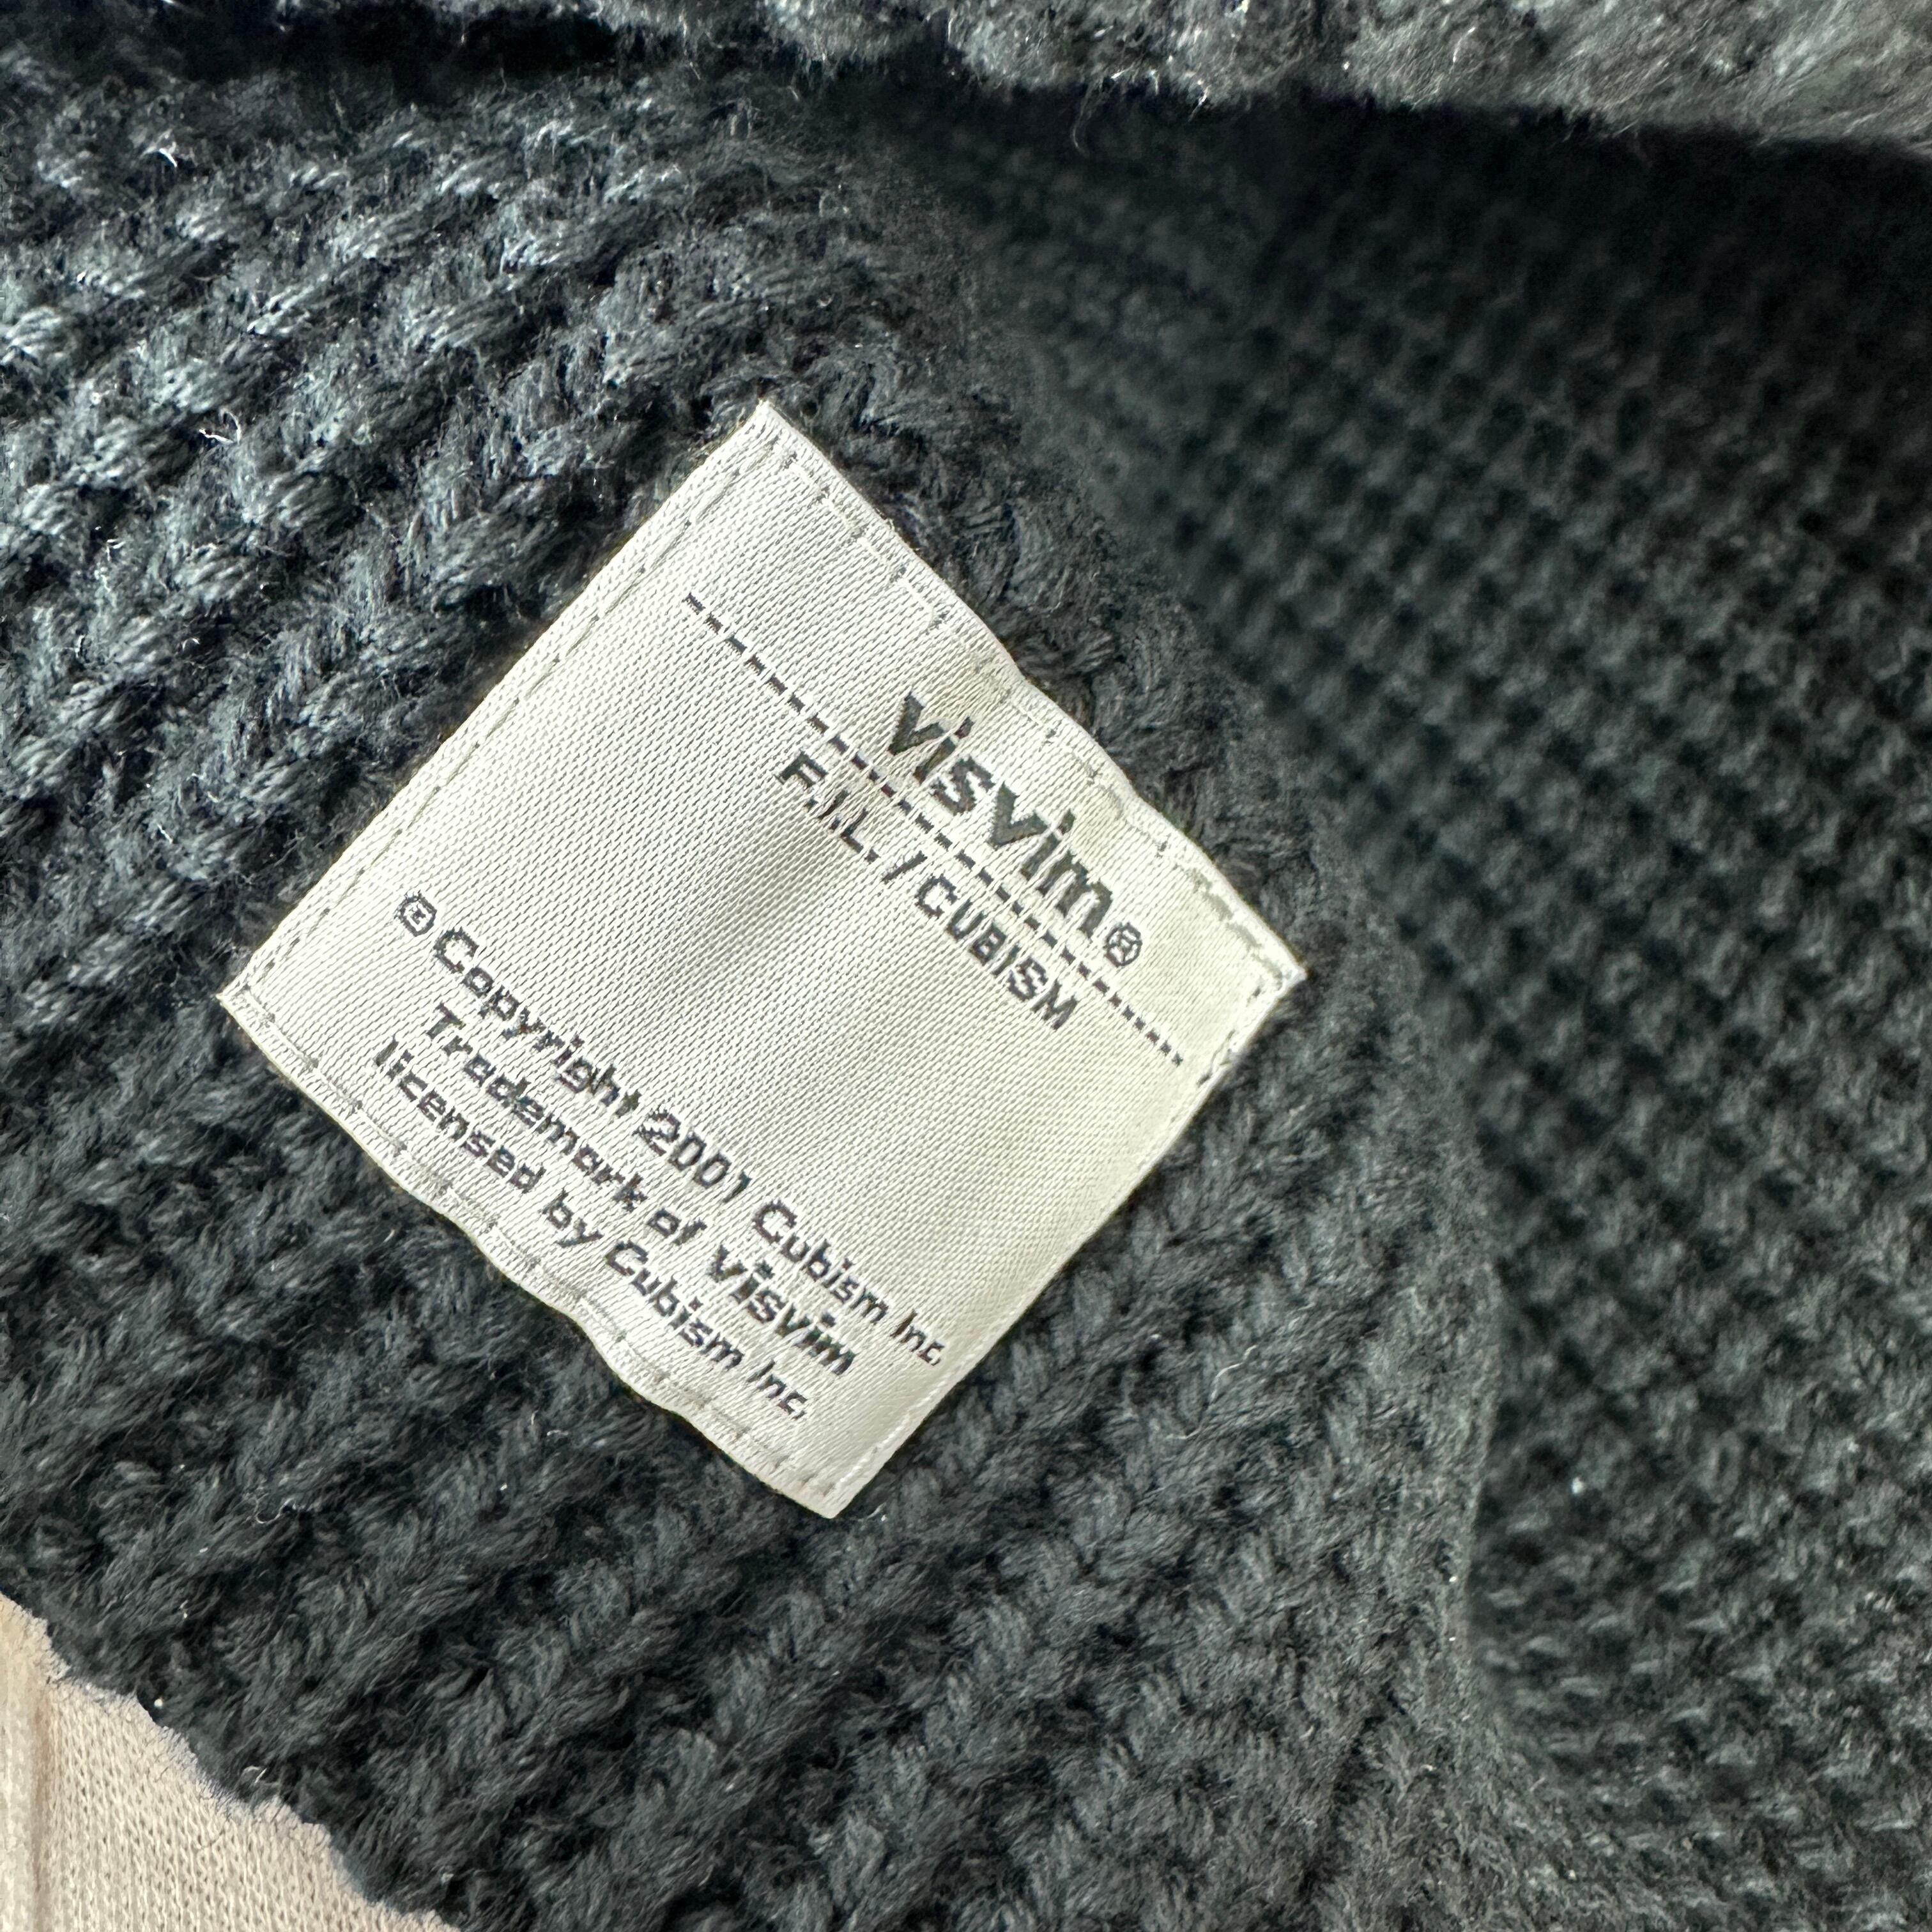 visvim®
F.I.L. / CUBISM
©Copyright 2001 Cubism Inc.
Trademark of visvim
licensed by Cubism Inc.